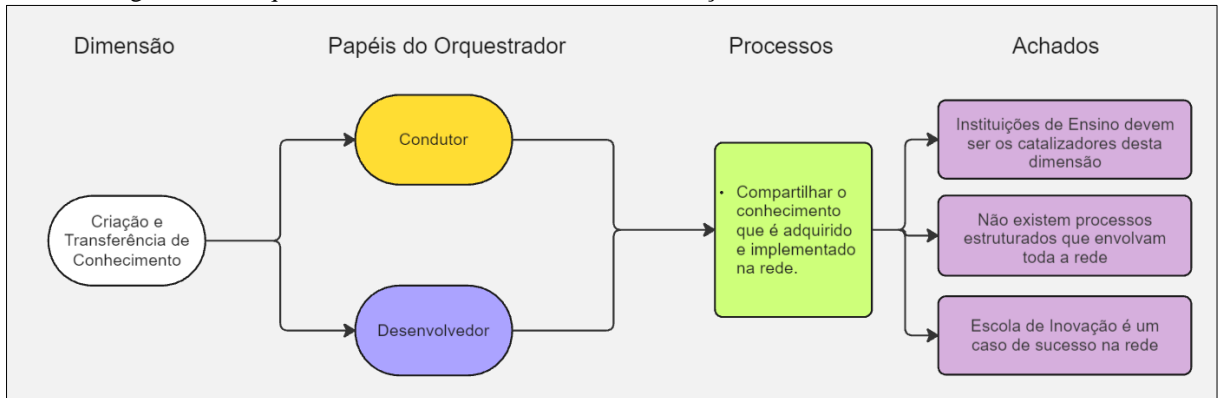 Dimensão
Papéis do Orquestrador
Processos
Achados
Criação e
Transferência de
Conhecimento
Condutor
Desenvolvedor
• Compartilhar o
conhecimento
que é adquirido
e implementado
na rede.
Instituições de Ensino devem
ser os catalizadores desta
dimensão
Não existem processos
estruturados que envolvam
toda a rede
Escola de Inovação é um
caso de sucesso na rede